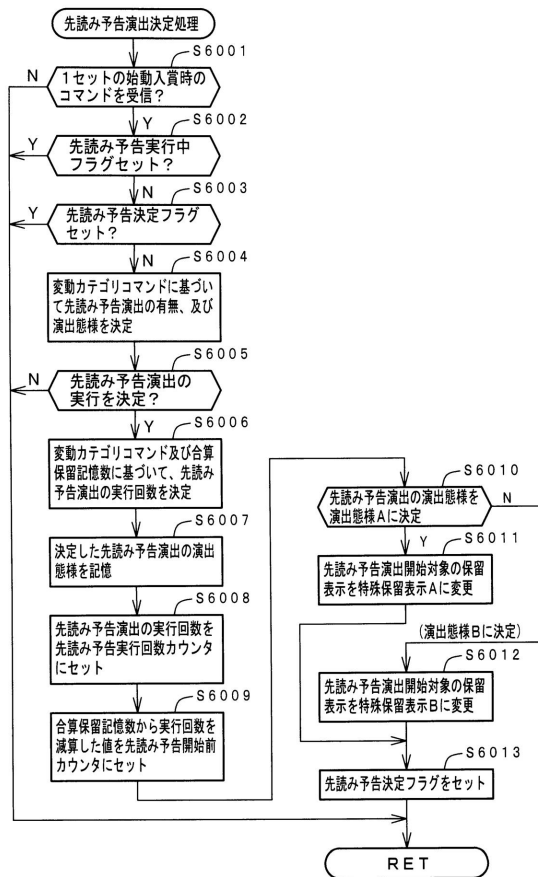 先読み予告演出決定処理
S6001
N
1セットの始動入賞時の
コマンドを受信?
Y
S6002
Y
先読み予告実行中
フラグセット?
N
S6003
Y
先読み予告決定フラグ
セット?
N
S6004
変動カテゴリコマンドに基づい
て先読み予告演出の有無、及び
演出態様を決定
S6005
N
先読み予告演出の
実行を決定?
Y
S6006
変動カテゴリコマンド及び合算
保留記憶数に基づいて、先読み
予告演出の実行回数を決定
S6007
決定した先読み予告演出の演出
態様を記憶
S6008
先読み予告演出の実行回数を
先読み予告実行回数カウンタ
にセット
S6009
合算保留記憶数から実行回数を
減算した値を先読み予告開始前
カウンタにセット
S6010
先読み予告演出の演出態様を
演出態様Aに決定
N
Y
S6011
先読み予告演出開始対象の保留
表示を特殊保留表示Aに変更
(演出態様Bに決定)
S6012
先読み予告演出開始対象の保留
表示を特殊保留表示Bに変更
S6013
先読み予告決定フラグをセット
RET